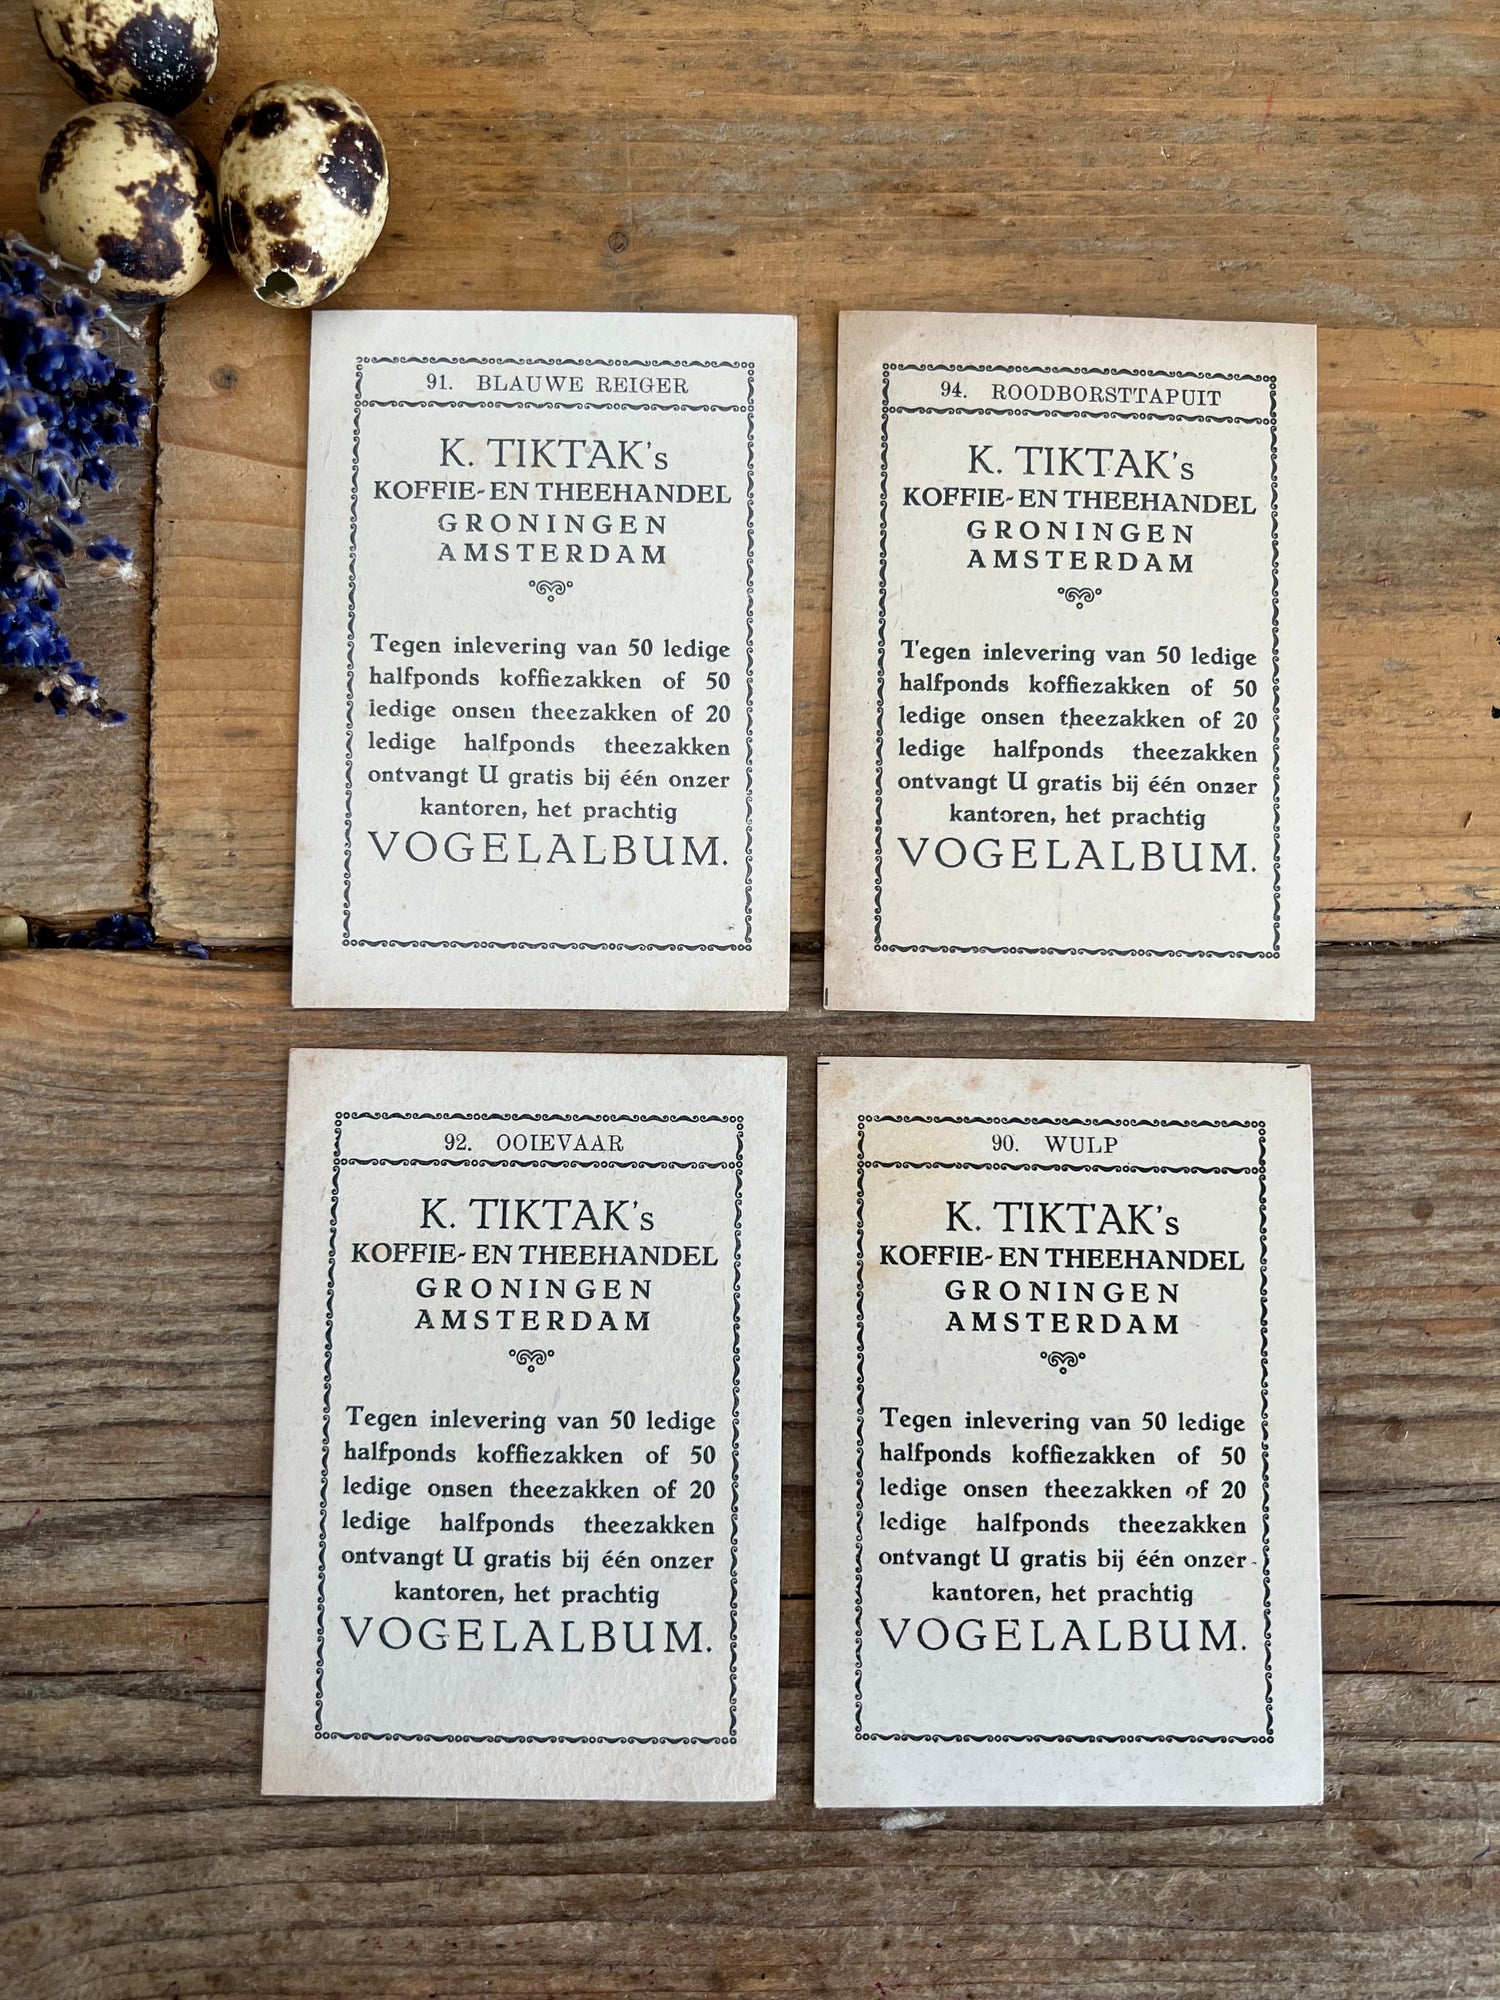 91. BLAUWE REIGER
K. TIKTAK's
KOFFIE- EN THEEHANDEL
GRONINGEN
AMSTERDAM
Tegen inlevering van 50 ledige
halfponds koffiezakken of 50
ledige onsen theezakken of 20
ledige halfponds theezakken
ontvangt U gratis bij één onzer
kantoren, het prachtig
VOGELALBUM.
94. ROODBORSTTAPUIT
K. TIKTAK's
KOFFIE- EN THEEHANDEL
GRONINGEN
AMSTERDAM
Tegen inlevering van 50 ledige
halfponds koffiezakken of 50
ledige onsen theezakken of 20
ledige halfponds theezakken
ontvangt U gratis bij één onzer
kantoren, het prachtig
VOGELALBUM.
92. OOIEVAAR
K. TIKTAK's
KOFFIE- EN THEEHANDEL
GRONINGEN
AMSTERDAM
Tegen inlevering van 50 ledige
halfponds koffiezakken of 50
ledige onsen theezakken of 20
ledige halfponds theezakken
ontvangt U gratis bij één onzer
kantoren, het prachtig
VOGELALBUM.
90. WULP
K. TIKTAK's
KOFFIE- EN THEEHANDEL
GRONINGEN
AMSTERDAM
Tegen inlevering van 50 ledige
halfponds koffiezakken of 50
ledige onsen theezakken of 20
ledige halfponds theezakken
ontvangt U gratis bij één onzer
kantoren, het prachtig
VOGELALBUM.